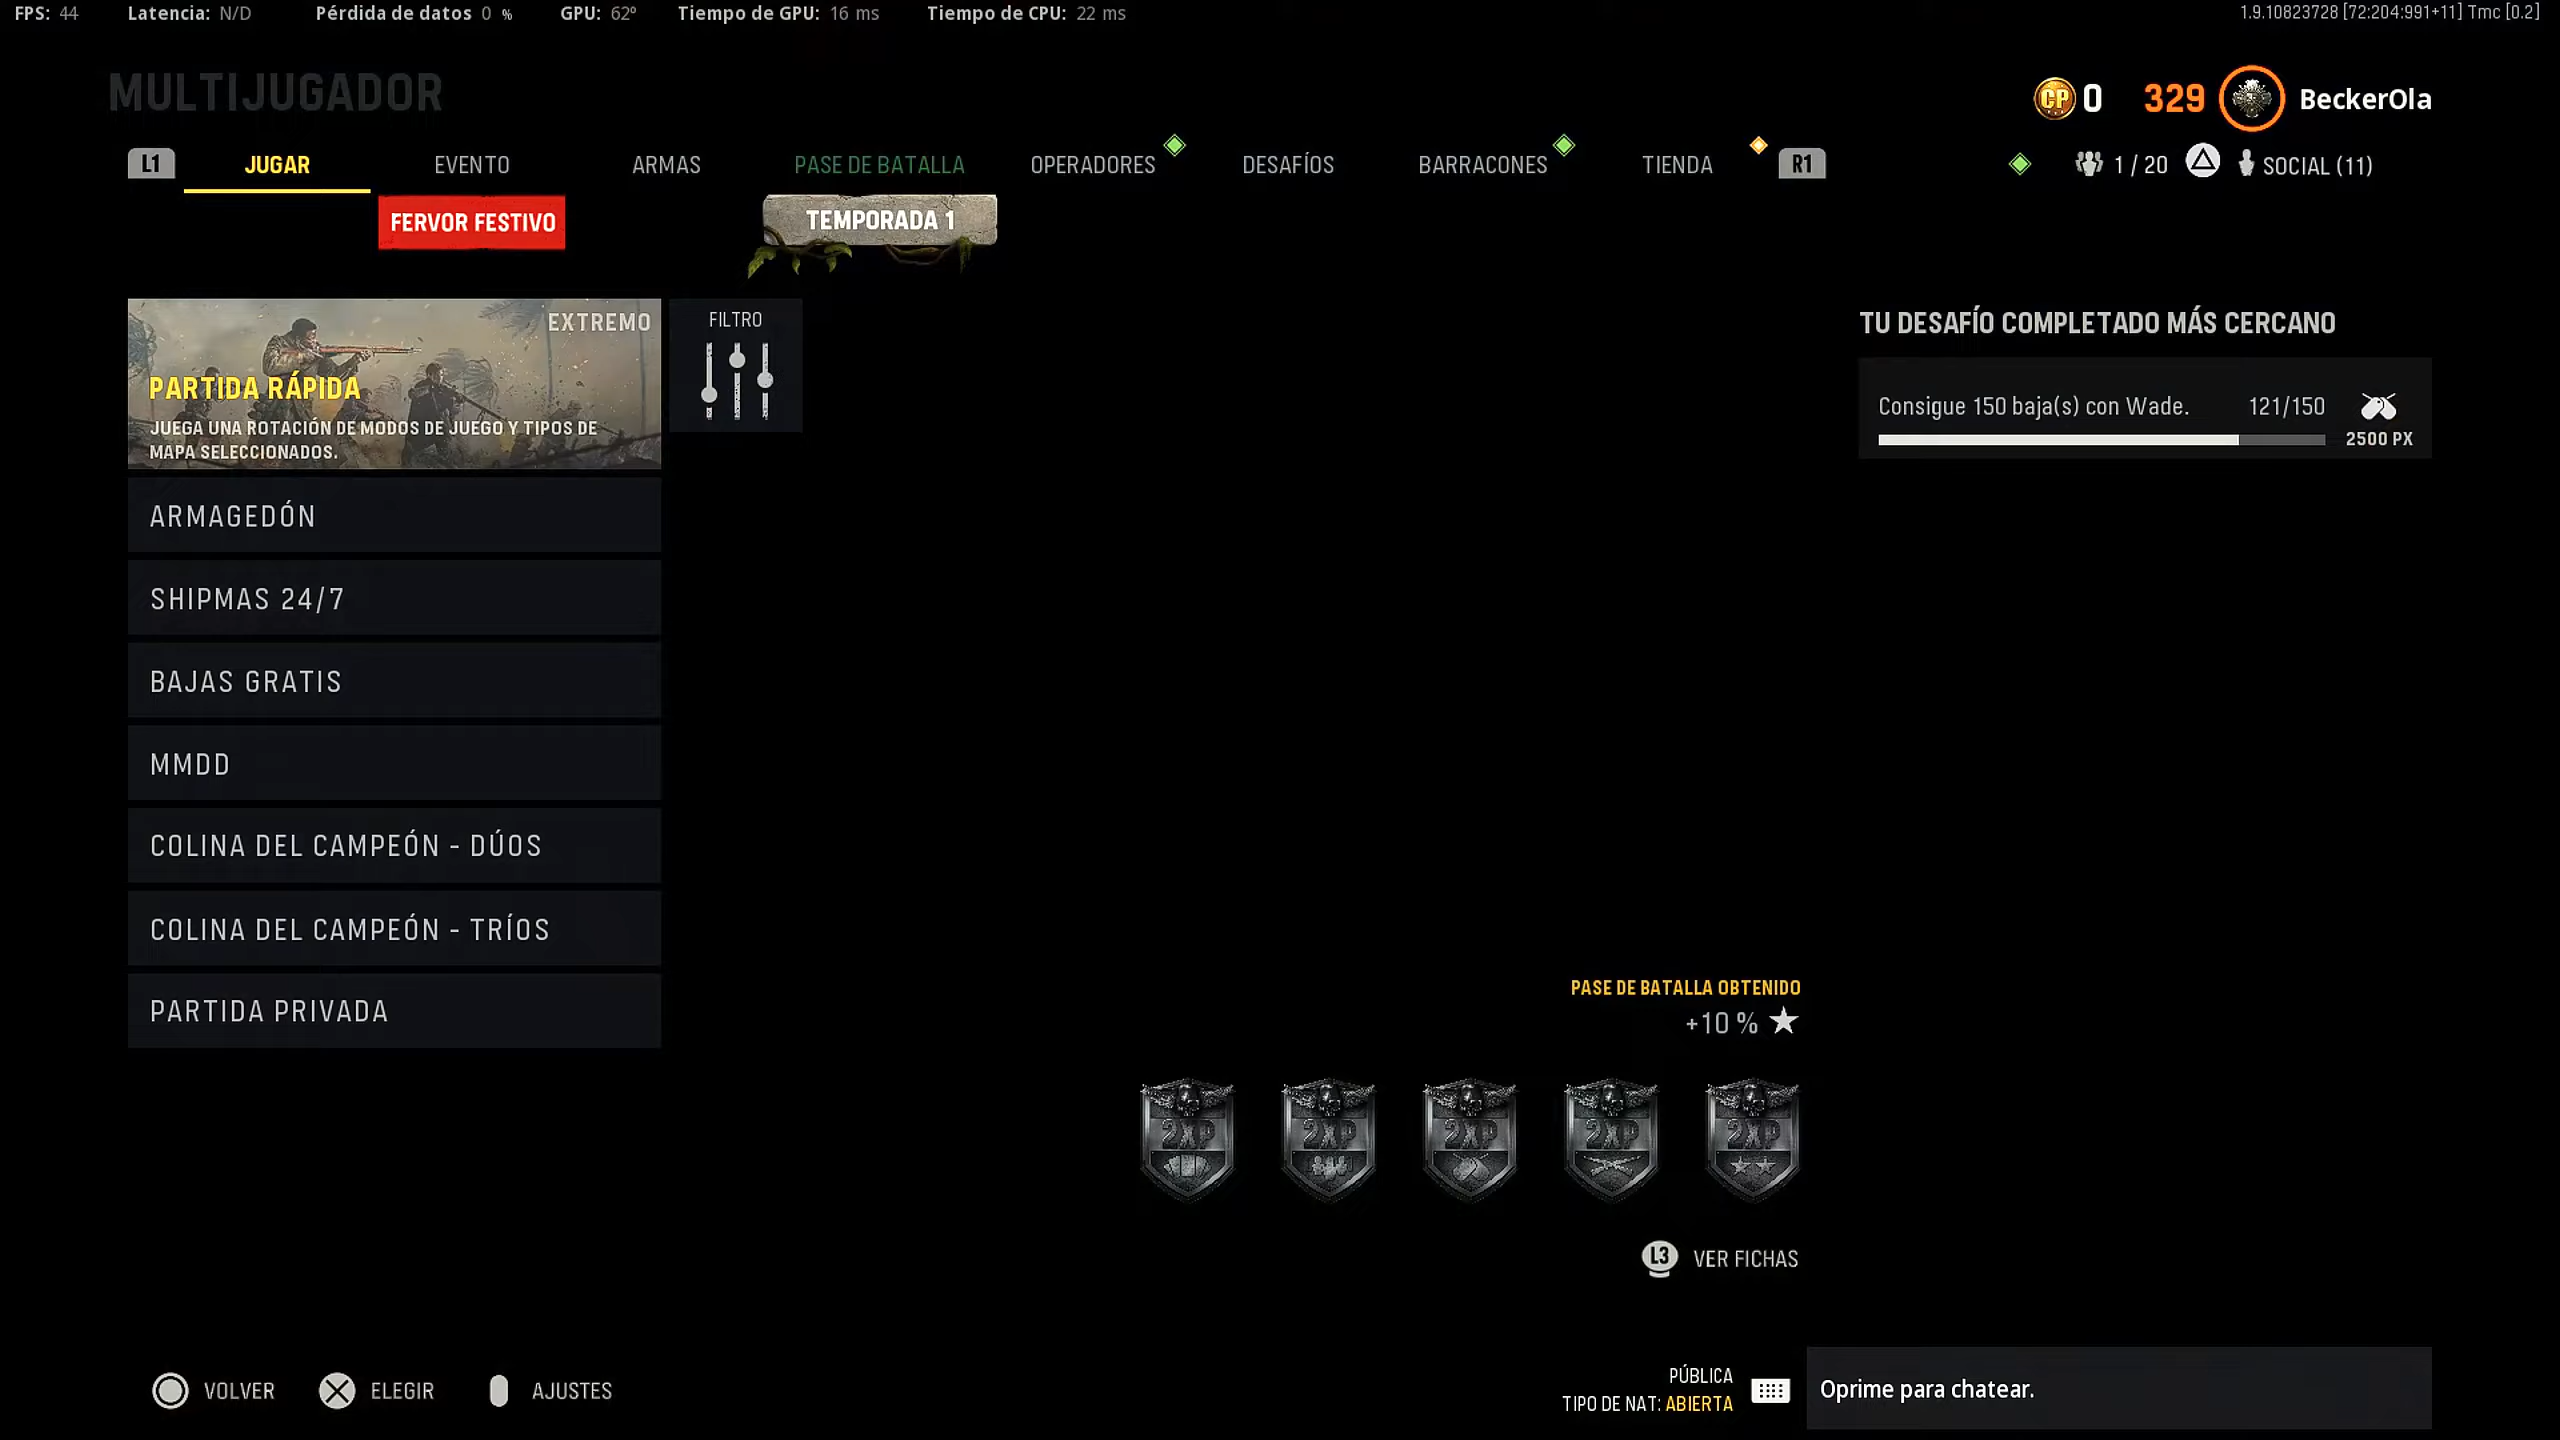 FPS: 44 Latencia: N/D Pérdida de datos 0 % GPU: 62º Tiempo de GPU: 16 ms Tiempo de CPU: 22 ms
1.9.10823728 [72:204:991+11] Tmc [0.2]
MULTIJUGADOR
CP 0 329 BeckerOla
L1 JUGAR EVENTO ARMAS PASE DE BATALLA OPERADORES DESAFÍOS BARRACONES TIENDA R1
1 / 20 SOCIAL (11)
FERVOR FESTIVO
TEMPORADA 1
EXTREMO
PARTIDA RÁPIDA
JUEGA UNA ROTACIÓN DE MODOS DE JUEGO Y TIPOS DE
MAPA SELECCIONADOS.
FILTRO
ARMAGEDÓN
SHIPMAS 24/7
BAJAS GRATIS
MMDD
COLINA DEL CAMPEÓN - DÚOS
COLINA DEL CAMPEÓN - TRÍOS
PARTIDA PRIVADA
TU DESAFÍO COMPLETADO MÁS CERCANO
Consigue 150 baja(s) con Wade. 121/150
2500 PX
PASE DE BATALLA OBTENIDO
+10 %
2XP 2XP 2XP 2XP 2XP
L3 VER FICHAS
VOLVER ELEGIR AJUSTES
PÚBLICA
TIPO DE NAT: ABIERTA
Oprime para chatear.